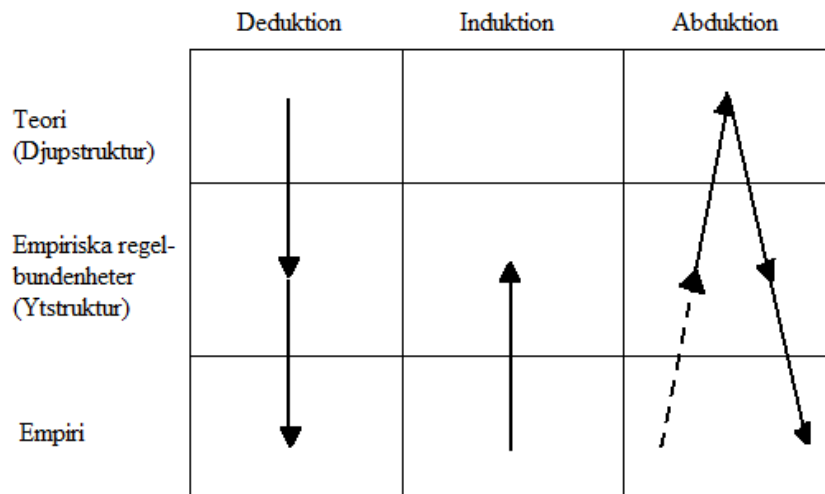 Deduktion Induktion Abduktion
Teori
(Djupstruktur)
Empiriska regel-
bundenheter
(Ytstruktur)
Empiri